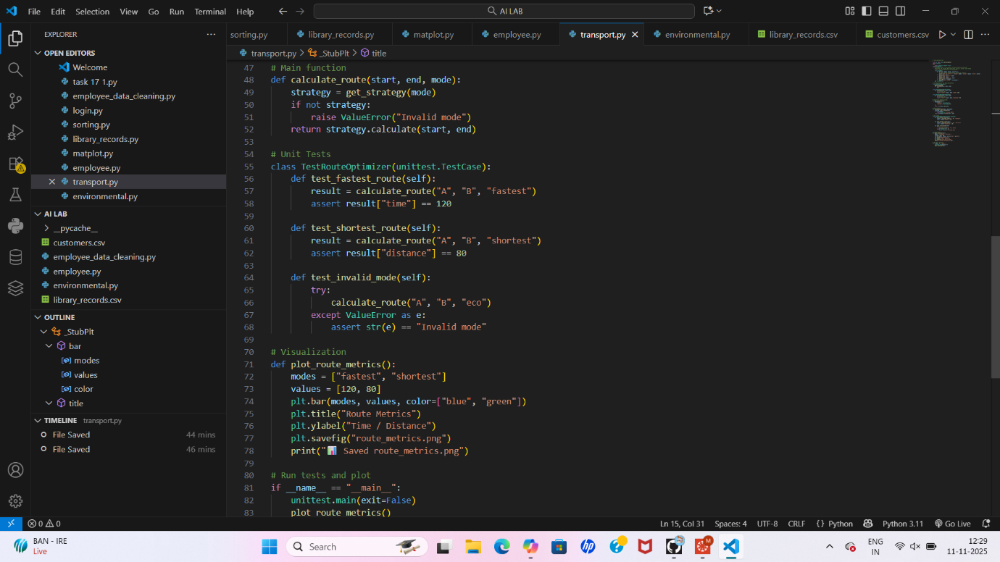 File Edit Selection View Go Run Terminal Help
AI LAB
EXPLORER
sorting.py library_records.py matplot.py employee.py transport.py environmental.py library_records.csv customers.csv
transport.py > _StubPlt > title
OPEN EDITORS
Welcome
task 17 1.py
employee_data_cleaning.py
login.py
sorting.py
library_records.py
matplot.py
employee.py
transport.py
environmental.py
AI LAB
__pycache__
customers.csv
employee_data_cleaning.py
employee.py
environmental.py
library_records.csv
OUTLINE
_StubPlt
bar
modes
values
color
title
TIMELINE transport.py
File Saved 44 mins
File Saved 46 mins
47 # Main function
48 def calculate_route(start, end, mode):
49 strategy = get_strategy(mode)
50 if not strategy:
51 raise ValueError("Invalid mode")
52 return strategy.calculate(start, end)
53
54 # Unit Tests
55 class TestRouteOptimizer(unittest.TestCase):
56 def test_fastest_route(self):
57 result = calculate_route("A", "B", "fastest")
58 assert result["time"] == 120
59
60 def test_shortest_route(self):
61 result = calculate_route("A", "B", "shortest")
62 assert result["distance"] == 80
63
64 def test_invalid_mode(self):
65 try:
66 calculate_route("A", "B", "eco")
67 except ValueError as e:
68 assert str(e) == "Invalid mode"
69
70 # Visualization
71 def plot_route_metrics():
72 modes = ["fastest", "shortest"]
73 values = [120, 80]
74 plt.bar(modes, values, color=["blue", "green"])
75 plt.title("Route Metrics")
76 plt.ylabel("Time / Distance")
77 plt.savefig("route_metrics.png")
78 print("📊 Saved route_metrics.png")
79
80 # Run tests and plot
81 if __name__ == "__main__":
82 unittest.main(exit=False)
83 plot_route_metrics()
0 0
Ln 15, Col 31 Spaces: 4 UTF-8 CRLF {} Python Python 3.11 Go Live
BAN - IRE
Live
Search
hp
M
ENG
IN
12:29
11-11-2025